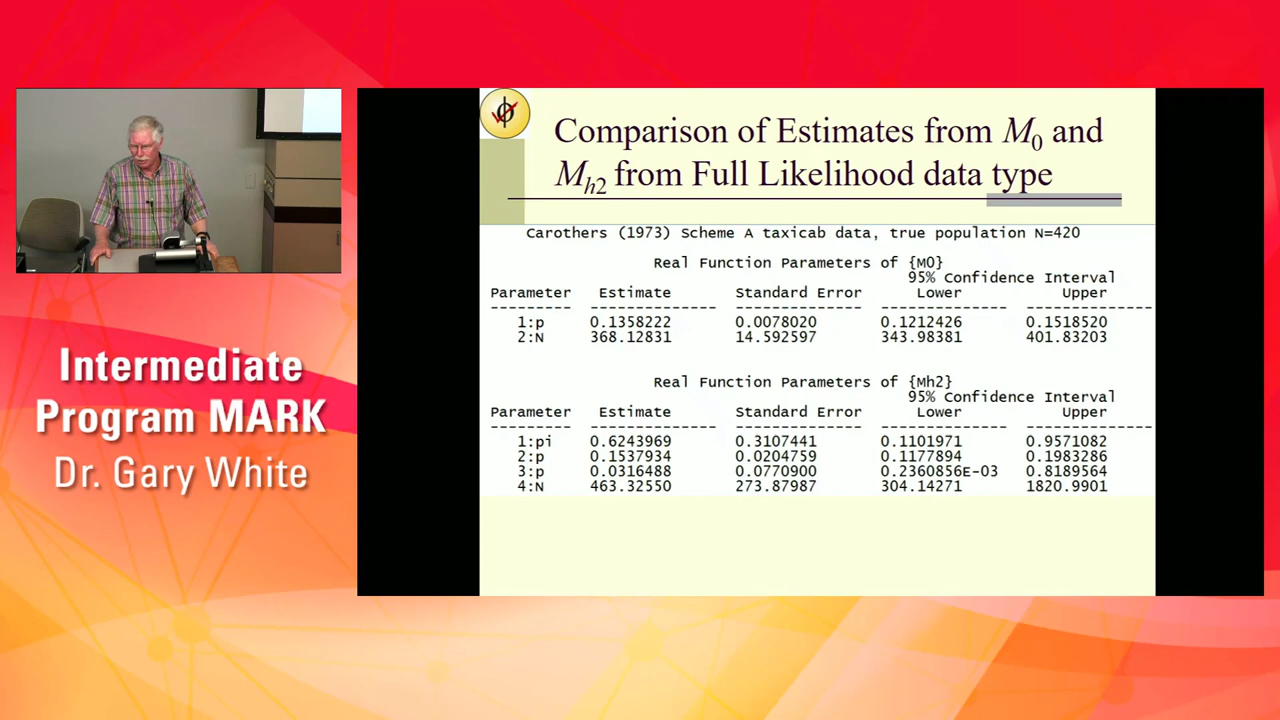 Comparison of Estimates from M0 and
Mh2 from Full Likelihood data type
Carothers (1973) Scheme A taxicab data, true population N=420
Real Function Parameters of {M0}
95% Confidence Interval
Parameter Estimate Standard Error Lower Upper
--------- -------------- -------------- -------------- --------------
1:p 0.1358222 0.0078020 0.1212426 0.1518520
2:N 368.12831 14.592597 343.98381 401.83203
Real Function Parameters of {Mh2}
95% Confidence Interval
Parameter Estimate Standard Error Lower Upper
--------- -------------- -------------- -------------- --------------
1:pi 0.6243969 0.3107441 0.1101971 0.9571082
2:p 0.1537934 0.0204759 0.1177894 0.1983286
3:p 0.0316488 0.0770900 0.2360856E-03 0.8189564
4:N 463.32550 273.87987 304.14271 1820.9901
Intermediate
Program MARK
Dr. Gary White